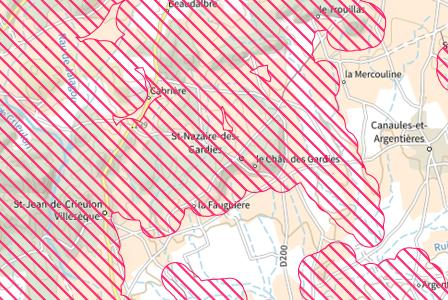 Beaudalbre
le Trouillas
la Mercouline
Cabrière
Canaules-et-
Argentières
St-Nazaire-des-
Gardies
le Chât. des Gardies
St-Jean-de-Crieulon
Villesèque
la Fauguière
D200